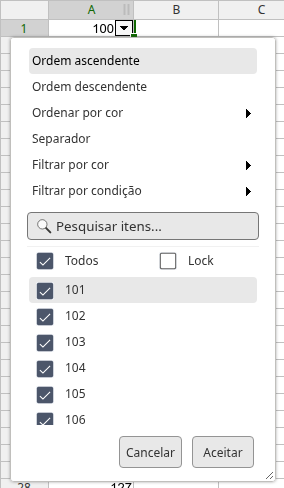 A B C
1 100
Ordem ascendente
Ordem descendente
Ordenar por cor
Separador
Filtrar por cor
Filtrar por condição
Pesquisar itens...
Todos Lock
101
102
103
104
105
106
Cancelar Aceitar
28 127